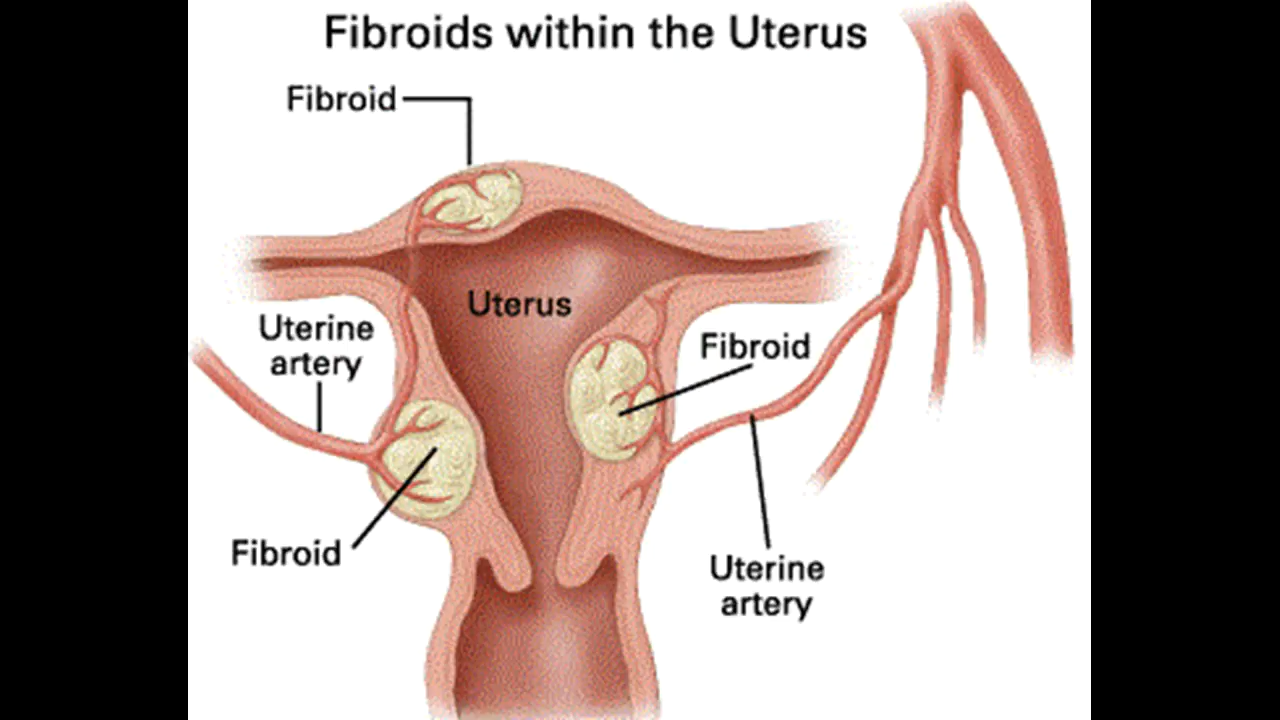 Fibroids within the Uterus
Fibroid
Uterus
Uterine
artery
Fibroid
Fibroid
Uterine
artery